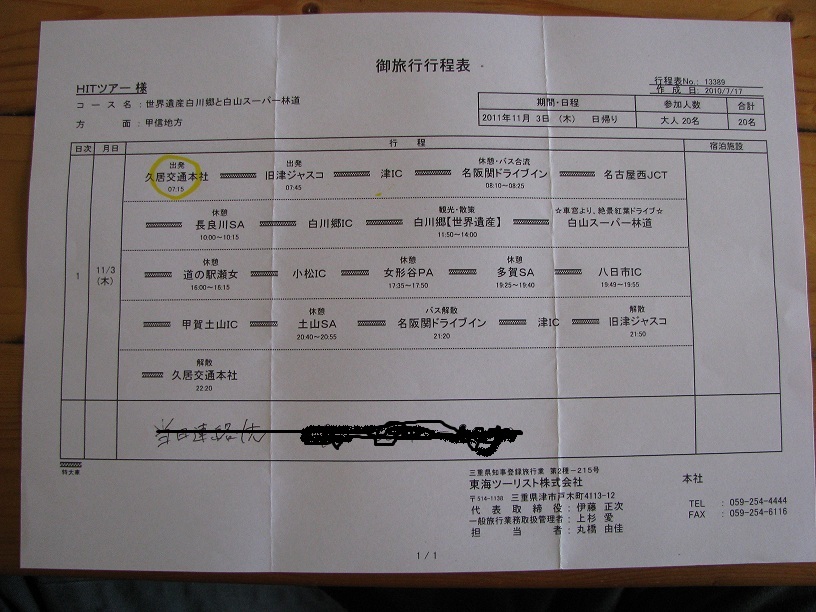 御旅行行程表
HITツアー 様
行程表No.: 13389
作 成 日: 2010/7/17
コ ー ス 名 : 世界遺産白川郷と白山スーパー林道
方 面 : 甲信地方
期間・日程 参加人数 合計
2011年11月 3日 (木) 日帰り 大人 20名 20名
日次 月日 行 程 宿泊施設
出発 出発 休憩・バス合流
久居交通本社 旧津ジャスコ 津IC 名阪関ドライブイン 名古屋西JCT
07:15 07:45 08:10~08:25
休憩 観光・散策 ☆車窓より、絶景紅葉ドライブ☆
長良川SA 白川郷IC 白川郷【世界遺産】 白山スーパー林道
10:00~10:15 11:50~14:00
1 11/3 (木)
休憩 休憩 休憩 休憩
道の駅瀬女 小松IC 女形谷PA 多賀SA 八日市IC
16:00~16:15 17:35~17:50 19:25~19:40 19:49~19:55
休憩 バス解散 解散
甲賀土山IC 土山SA 名阪関ドライブイン 津IC 旧津ジャスコ
20:40~20:55 21:20 21:50
解散
久居交通本社
22:20
当日連絡先
特大車
三重県知事登録旅行業 第2種-215号
東海ツーリスト株式会社 本社
〒514-1138 三重県津市戸木町4113-12
代 表 取 締 役 : 伊藤 正次 TEL : 059-254-4444
一般旅行業務取扱管理者 : 上杉 愛 FAX : 059-254-6116
担 当 者 : 丸橋 由佳
1 / 1